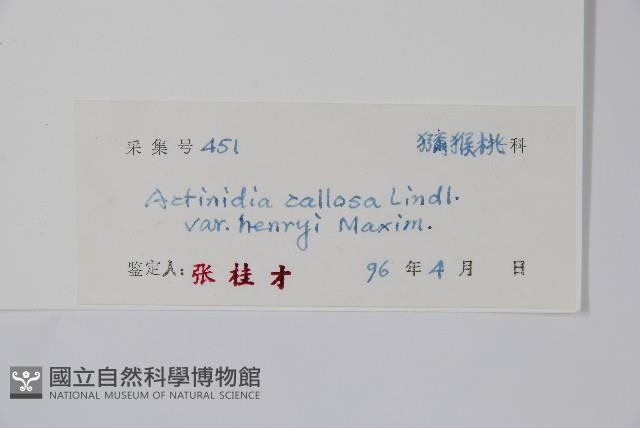 采集号 451 獼猴桃科
Actinidia callosa Lindl.
var. henryi Maxim.
鉴定人: 张桂才 96年4月 日
國立自然科學博物館
NATIONAL MUSEUM OF NATURAL SCIENCE